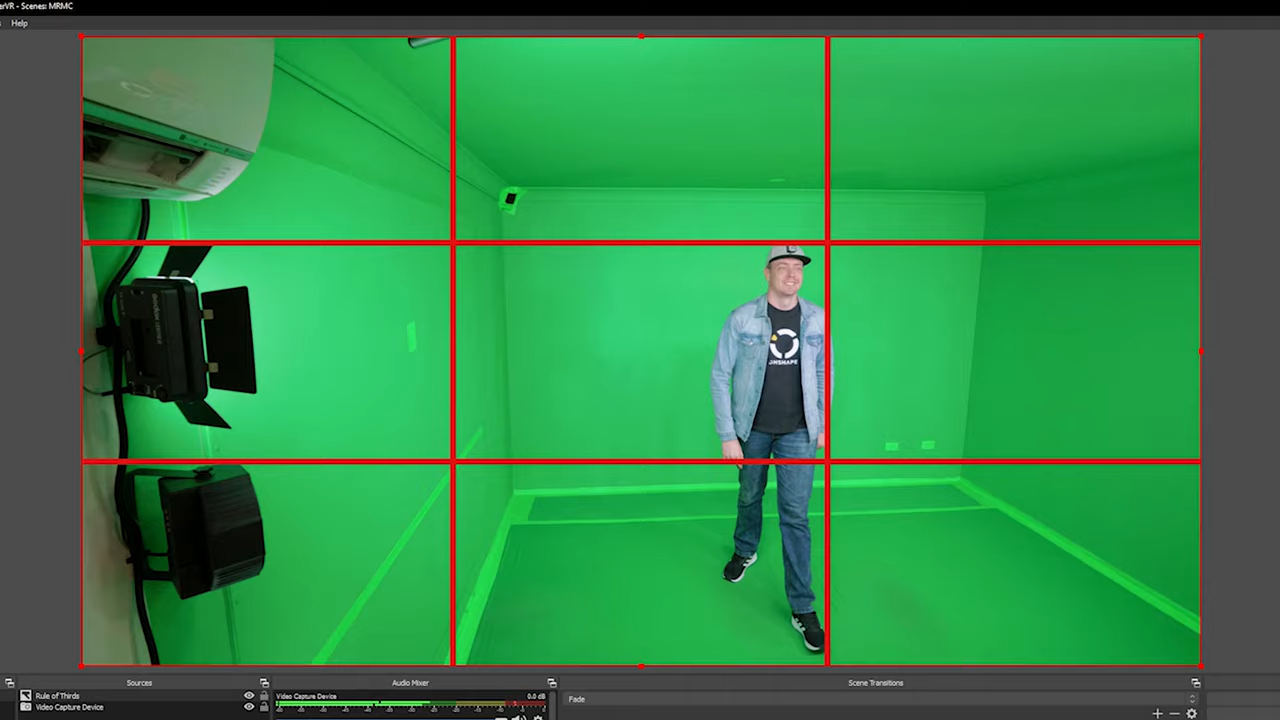 erVR - Scenes: MRMC
Help
Sources
Audio Mixer
Scene Transitions
Rule of Thirds
Video Capture Device
Video Capture Device
0.0 dB
Fade